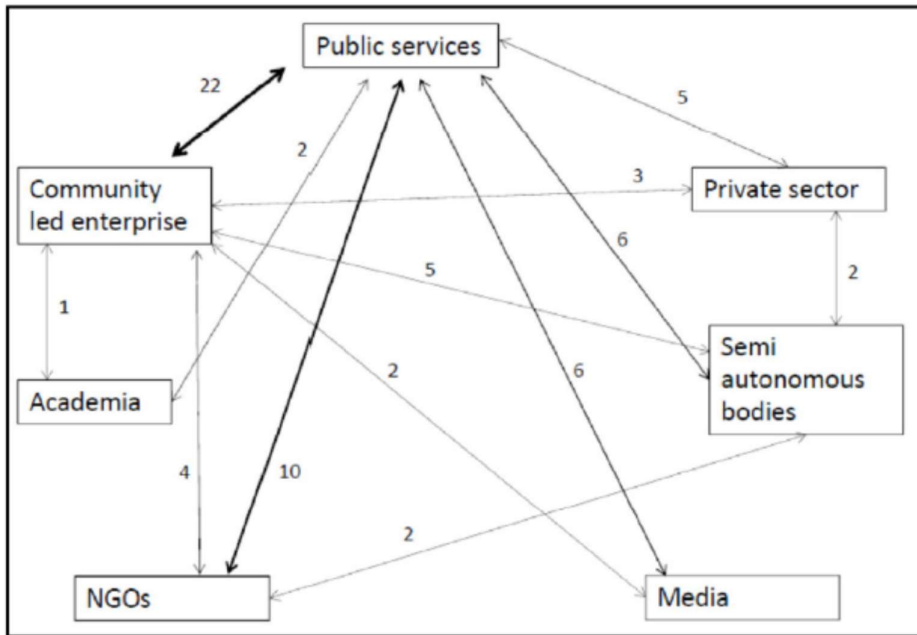 Public services
22
5
2
Community
led enterprise
3
Private sector
6
5
2
1
Semi
autonomous
bodies
2
6
Academia
4
10
2
NGOs
Media